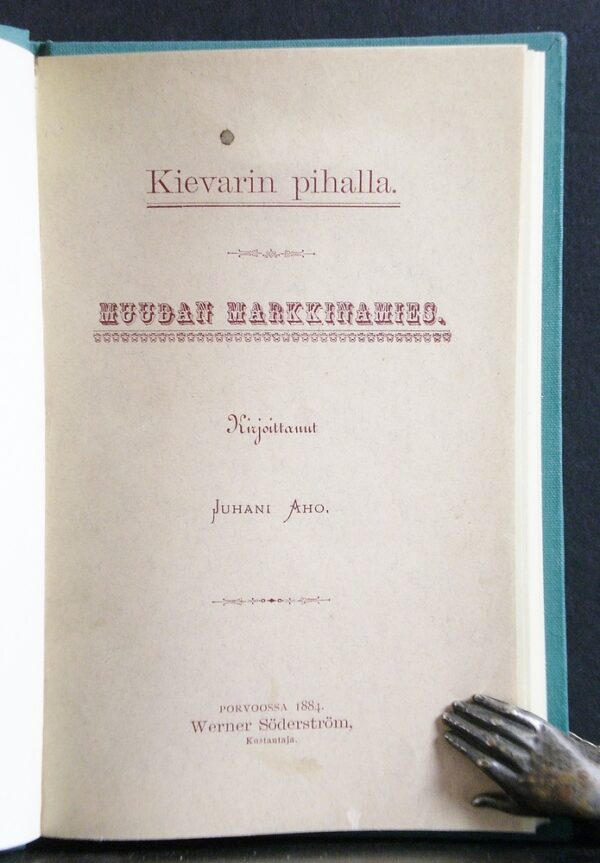 Kievarin pihalla.
MUUDAN MARKKINAMIES.
Kirjoittanut
JUHANI AHO.
PORVOOSSA 1884.
Werner Söderström,
Kustantaja.